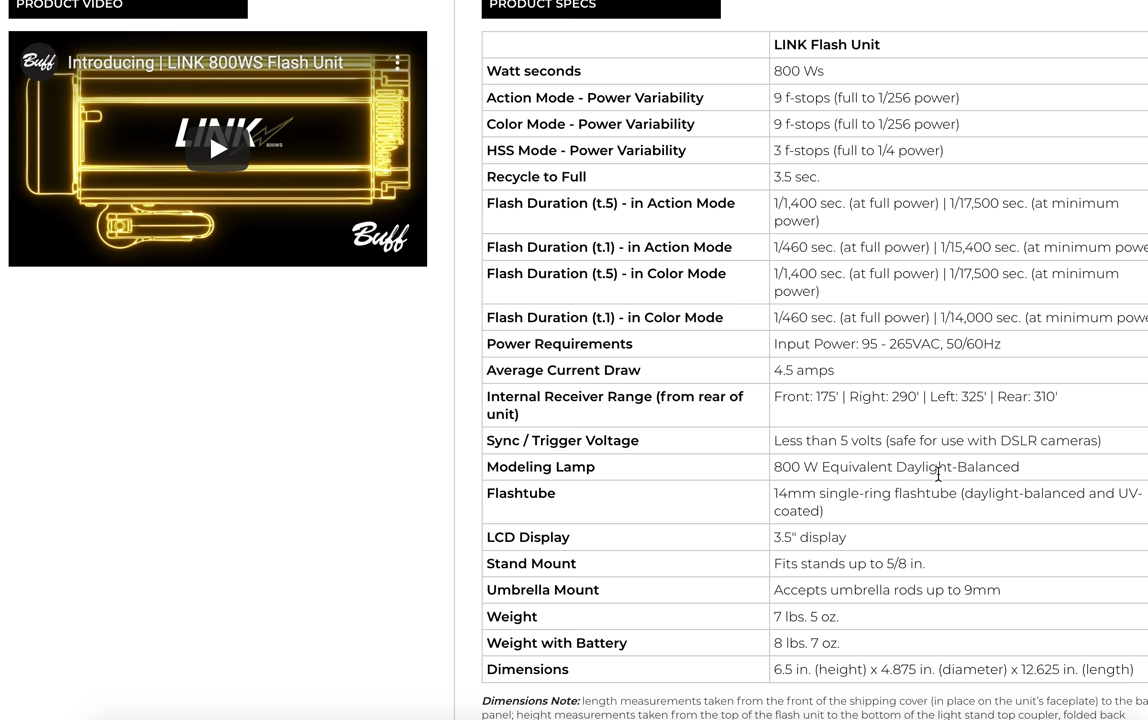 PRODUCT VIDEO
Buff
Introducing | LINK 800WS Flash Unit
LINK
800WS
Buff
PRODUCT SPECS
LINK Flash Unit
Watt seconds 800 Ws
Action Mode - Power Variability 9 f-stops (full to 1/256 power)
Color Mode - Power Variability 9 f-stops (full to 1/256 power)
HSS Mode - Power Variability 3 f-stops (full to 1/4 power)
Recycle to Full 3.5 sec.
Flash Duration (t.5) - in Action Mode 1/1,400 sec. (at full power) | 1/17,500 sec. (at minimum
power)
Flash Duration (t.1) - in Action Mode 1/460 sec. (at full power) | 1/15,400 sec. (at minimum powe
Flash Duration (t.5) - in Color Mode 1/1,400 sec. (at full power) | 1/17,500 sec. (at minimum
power)
Flash Duration (t.1) - in Color Mode 1/460 sec. (at full power) | 1/14,000 sec. (at minimum powe
Power Requirements Input Power: 95 - 265VAC, 50/60Hz
Average Current Draw 4.5 amps
Internal Receiver Range (from rear of Front: 175' | Right: 290' | Left: 325' | Rear: 310'
unit)
Sync / Trigger Voltage Less than 5 volts (safe for use with DSLR cameras)
Modeling Lamp 800 W Equivalent Daylight-Balanced
Flashtube 14mm single-ring flashtube (daylight-balanced and UV-
coated)
LCD Display 3.5" display
Stand Mount Fits stands up to 5/8 in.
Umbrella Mount Accepts umbrella rods up to 9mm
Weight 7 lbs. 5 oz.
Weight with Battery 8 lbs. 7 oz.
Dimensions 6.5 in. (height) x 4.875 in. (diameter) x 12.625 in. (length)
Dimensions Note: length measurements taken from the front of the shipping cover (in place on the unit's faceplate) to the ba
panel; height measurements taken from the top of the flash unit to the bottom of the light stand top coupler, folded back